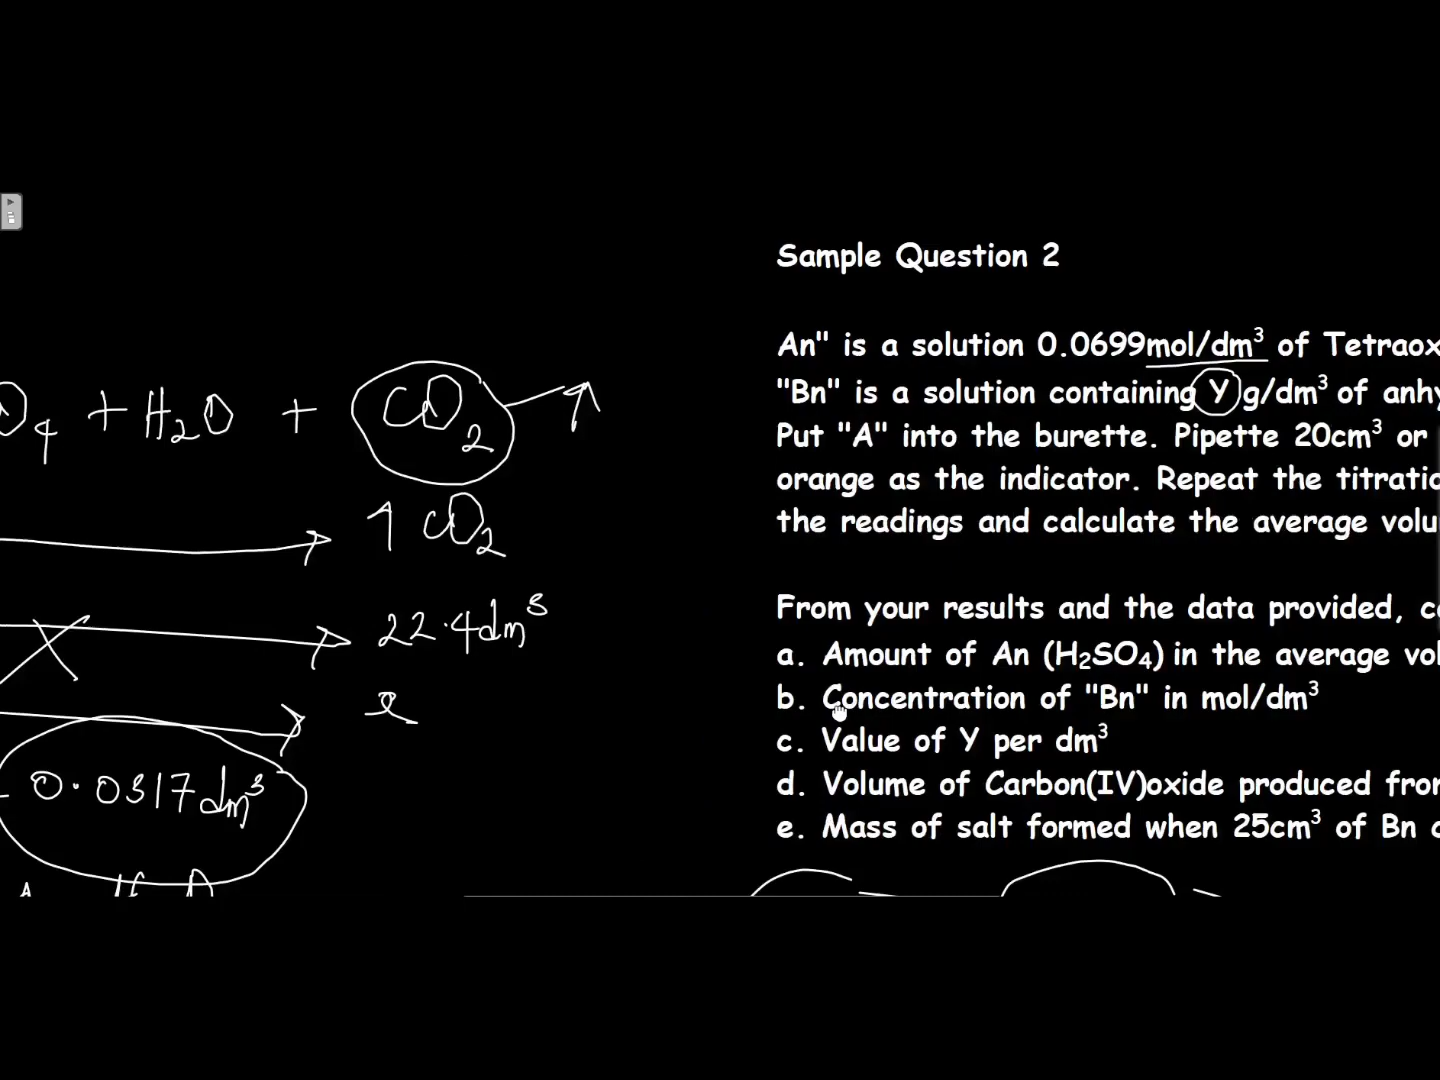 O4 + H2O + CO2
1 CO2
22.4dm3
x
0.0317dm3
Sample Question 2
An" is a solution 0.0699mol/dm3 of Tetraox
"Bn" is a solution containing Y g/dm3 of anhy
Put "A" into the burette. Pipette 20cm3 or
orange as the indicator. Repeat the titratio
the readings and calculate the average volu
From your results and the data provided, c
a. Amount of An (H2SO4) in the average vol
b. Concentration of "Bn" in mol/dm3
c. Value of Y per dm3
d. Volume of Carbon(IV)oxide produced from
e. Mass of salt formed when 25cm3 of Bn